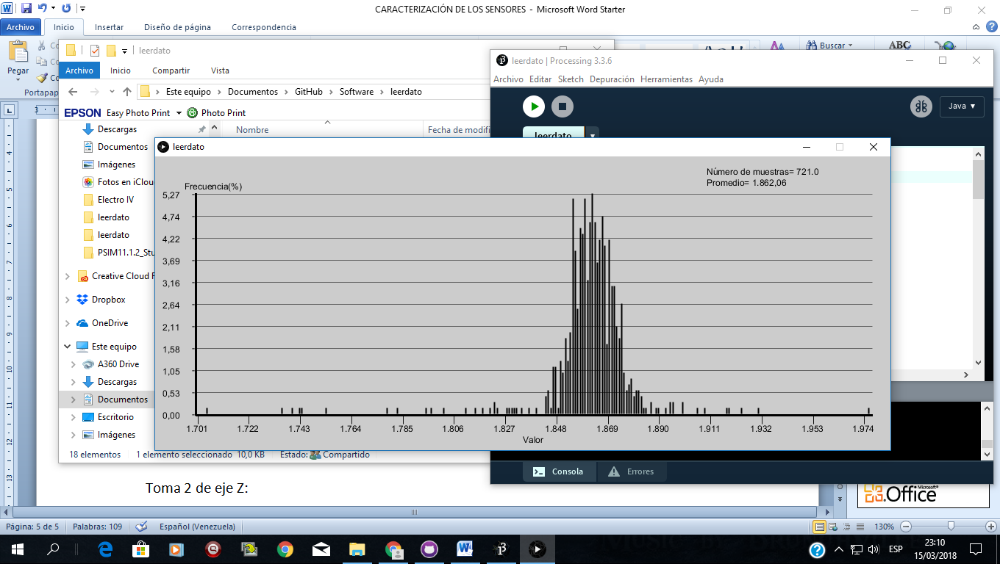 CARACTERIZACIÓN DE LOS SENSORES - Microsoft Word Starter
Archivo Inicio Insertar Diseño de página Correspondencia
Pegar
Buscar
ABC
Portapap
leerdato
Archivo Inicio Compartir Vista
Este equipo Documentos GitHub Software leerdato
EPSON Easy Photo Print Photo Print
Nombre Fecha de modifi
Descargas
Documentos
Imágenes
Fotos en iClou
Electro IV
leerdato
leerdato
PSIM11.1.2_Stu
Creative Cloud F
Dropbox
OneDrive
Este equipo
A360 Drive
Descargas
Documentos
Escritorio
Imágenes
18 elementos 1 elemento seleccionado 10,0 KB Estado: Compartido
leerdato | Processing 3.3.6
Archivo Editar Sketch Depuración Herramientas Ayuda
Java
leerdato
leerdato
Número de muestras= 721.0
Promedio= 1.862,06
Frecuencia(%)
5,27
4,74
4,22
3,69
3,16
2,64
2,11
1,58
1,05
0,53
0,00
1.701 1.722 1.743 1.764 1.785 1.806 1.827 1.848 1.869 1.890 1.911 1.932 1.953 1.974
Valor
Consola Errores
Toma 2 de eje Z:
Microsoft®
Office
Página: 5 de 5 Palabras: 109 Español (Venezuela) 130%
ESP
23:10
15/03/2018